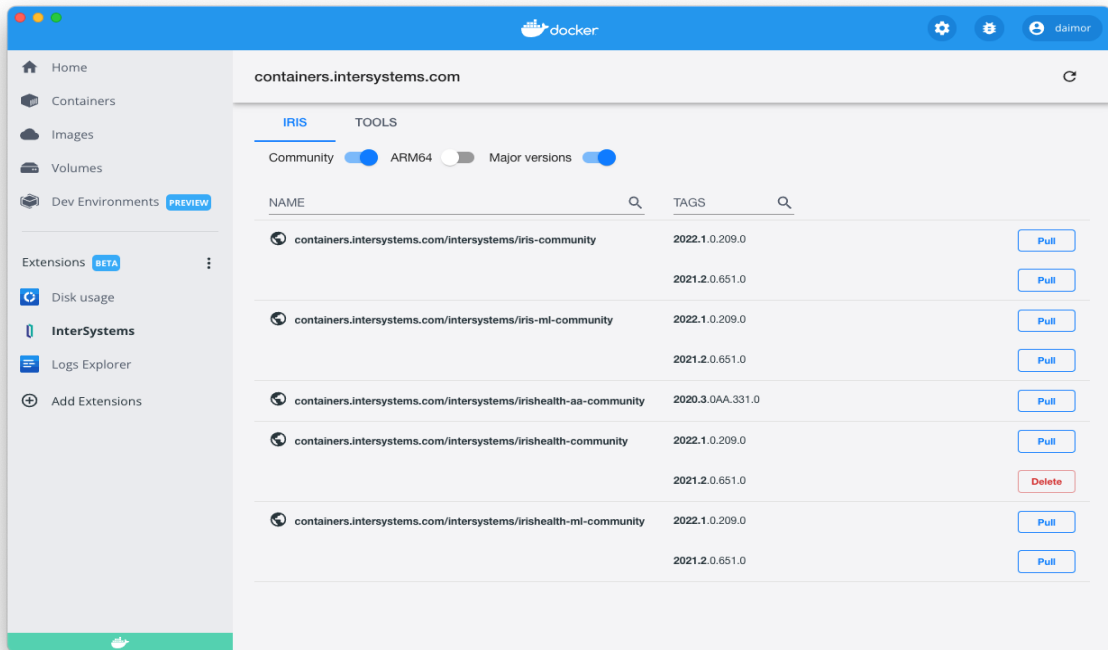 docker
daimor
Home
Containers
Images
Volumes
Dev Environments PREVIEW
Extensions BETA
Disk usage
InterSystems
Logs Explorer
Add Extensions
containers.intersystems.com
IRIS TOOLS
Community ARM64 Major versions
NAME TAGS
containers.intersystems.com/intersystems/iris-community 2022.1.0.209.0 Pull
2021.2.0.651.0 Pull
containers.intersystems.com/intersystems/iris-ml-community 2022.1.0.209.0 Pull
2021.2.0.651.0 Pull
containers.intersystems.com/intersystems/irishealth-aa-community 2020.3.0AA.331.0 Pull
containers.intersystems.com/intersystems/irishealth-community 2022.1.0.209.0 Pull
2021.2.0.651.0 Delete
containers.intersystems.com/intersystems/irishealth-ml-community 2022.1.0.209.0 Pull
2021.2.0.651.0 Pull